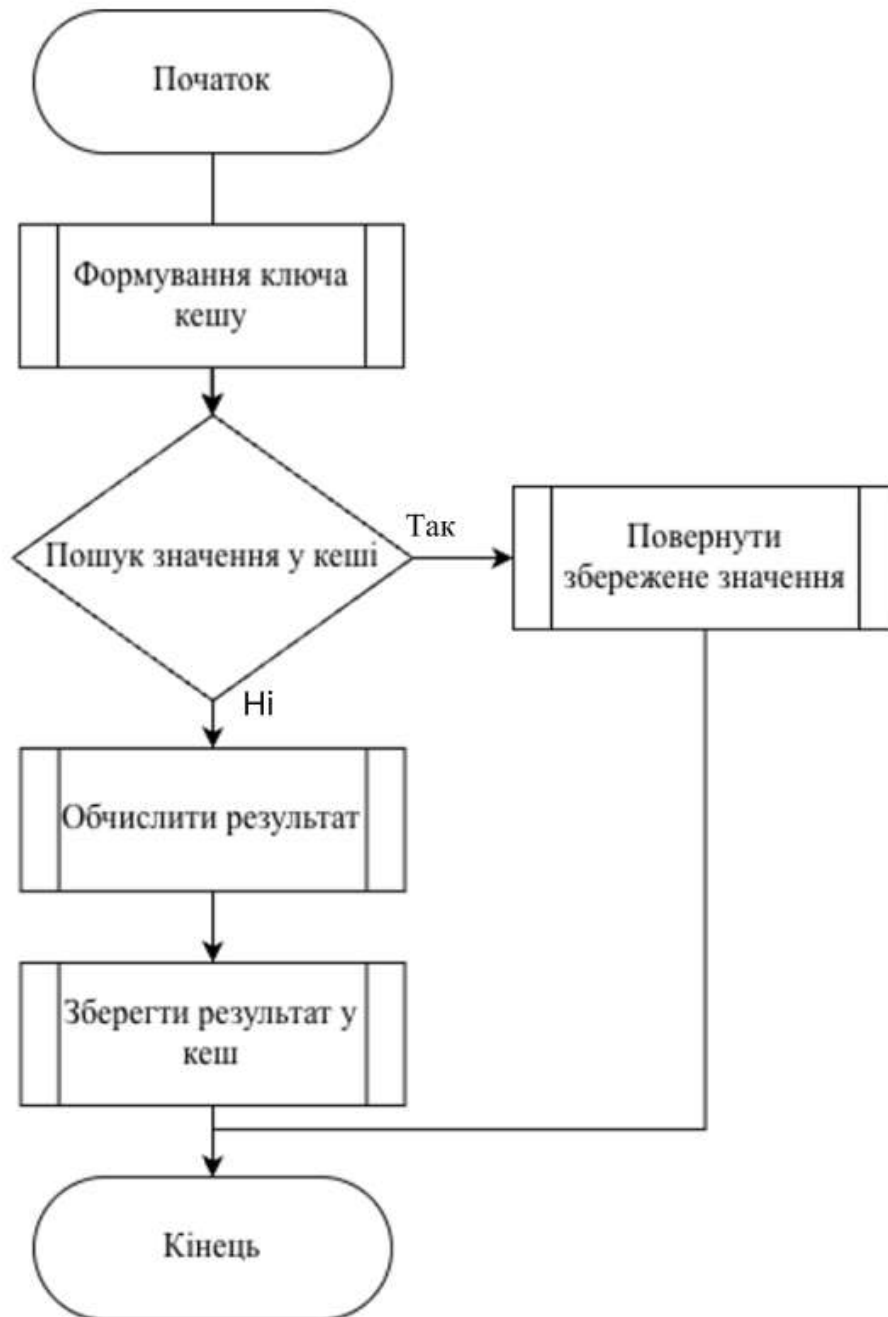 Початок
Формування ключа
кешу
Пошук значення у кеші
Так
Повернути
збережене значення
Ні
Обчислити результат
Зберегти результат у
кеш
Кінець